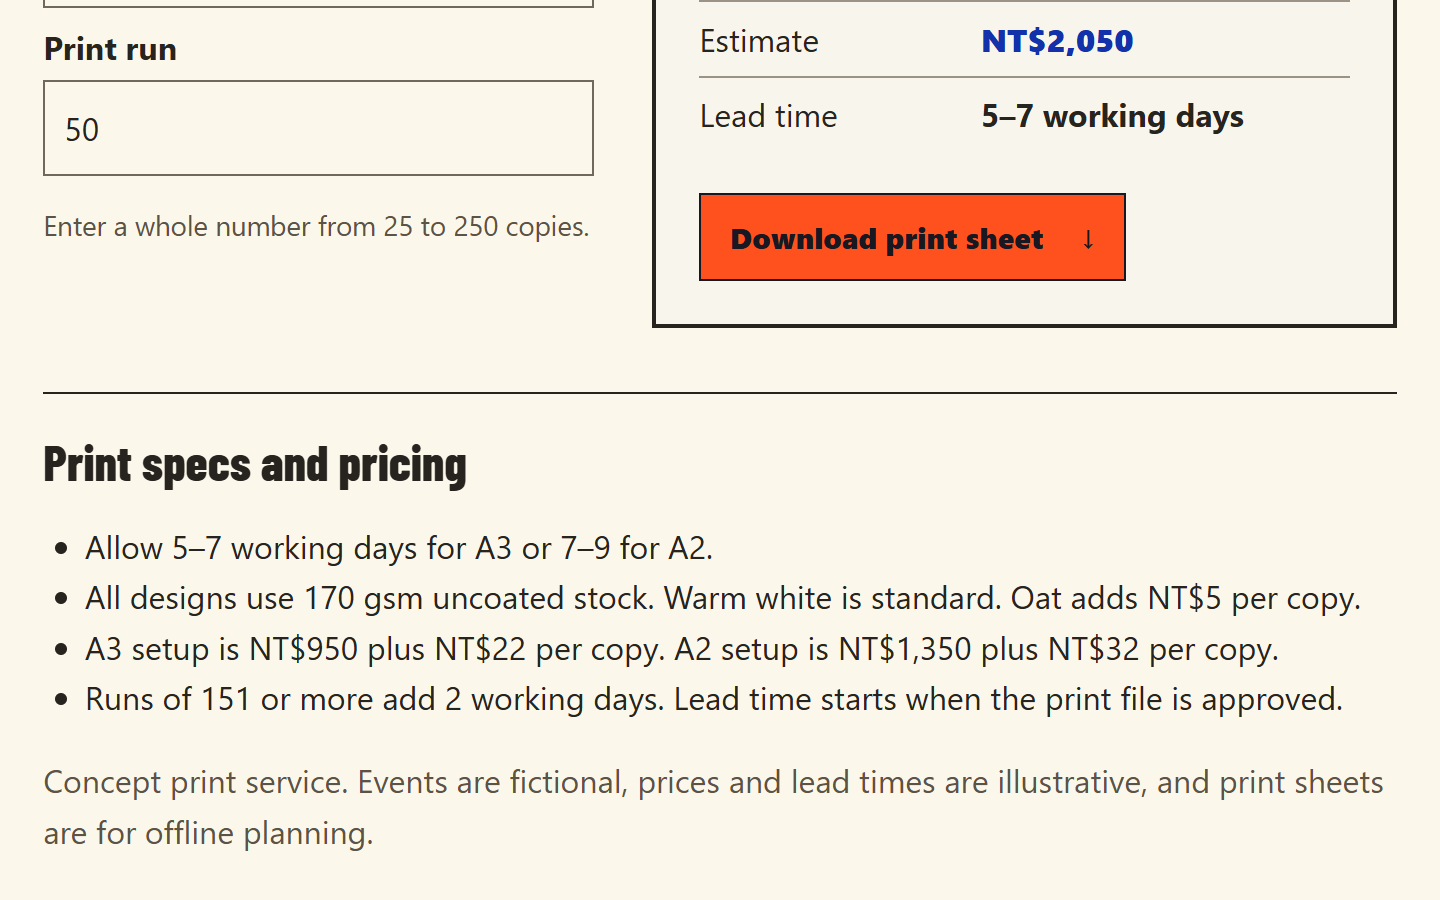 Print run
50
Enter a whole number from 25 to 250 copies.
Estimate NT$2,050
Lead time 5–7 working days
Download print sheet ↓
Print specs and pricing
• Allow 5–7 working days for A3 or 7–9 for A2.
• All designs use 170 gsm uncoated stock. Warm white is standard. Oat adds NT$5 per copy.
• A3 setup is NT$950 plus NT$22 per copy. A2 setup is NT$1,350 plus NT$32 per copy.
• Runs of 151 or more add 2 working days. Lead time starts when the print file is approved.
Concept print service. Events are fictional, prices and lead times are illustrative, and print sheets
are for offline planning.